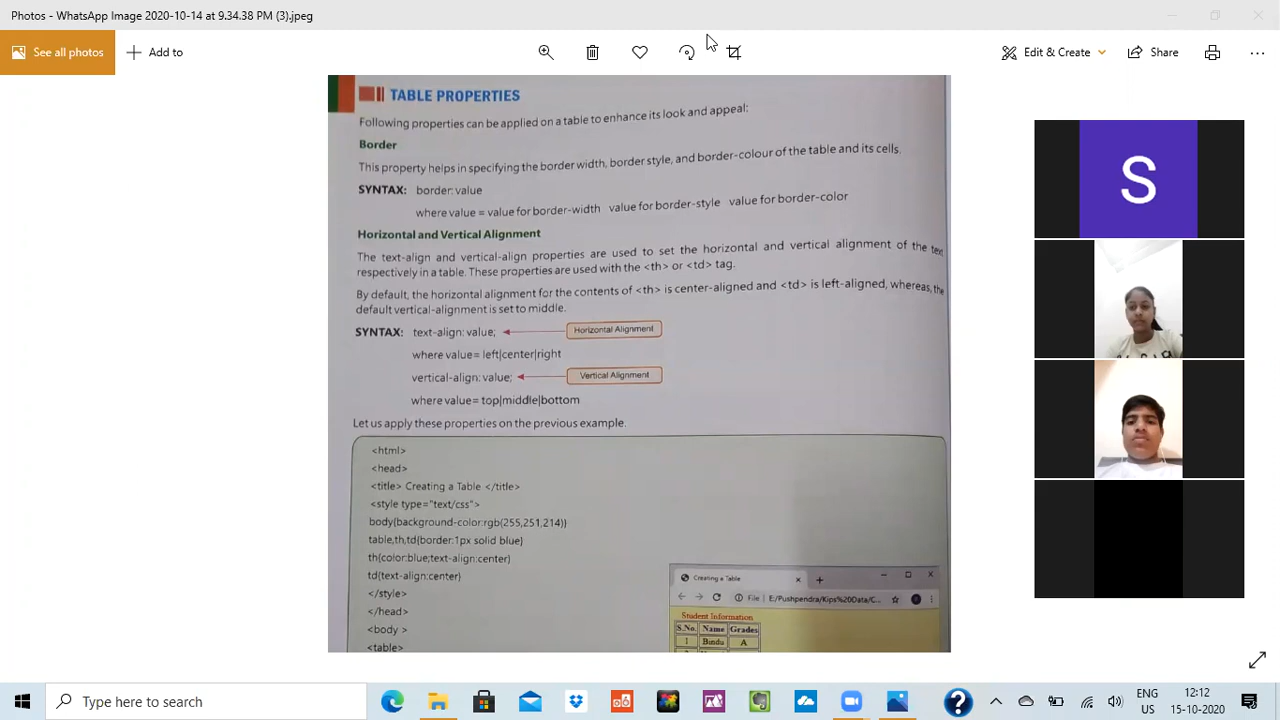 Photos - WhatsApp Image 2020-10-14 at 9.34.38 PM (3).jpeg
See all photos
Add to
Edit & Create
Share
TABLE PROPERTIES
Following properties can be applied on a table to enhance its look and appeal:
Border
This property helps in specifying the border width, border style, and border-colour of the table and its cells.
SYNTAX: border: value
where value = value for border-width value for border-style value for border-color
Horizontal and Vertical Alignment
The text-align and vertical-align properties are used to set the horizontal and vertical alignment of the text
respectively in a table. These properties are used with the <th> or <td> tag.
By default, the horizontal alignment for the contents of <th> is center-aligned and <td> is left-aligned, whereas, the
default vertical-alignment is set to middle.
SYNTAX: text-align: value; Horizontal Alignment
where value= left|center|right
vertical-align: value; Vertical Alignment
where value= top|middle|bottom
Let us apply these properties on the previous example.
<html>
<head>
<title> Creating a Table </title>
<style type="text/css">
body{background-color:rgb(255,251,214)}
table,th,td{border:1px solid blue}
th{color:blue;text-align:center}
td{text-align:center}
</style>
</head>
<body >
<table>
Creating a Table
File | E:/Pushpendra/Kips%20Data/C...
Student Information
S.No. Name Grades
1 Bindu A
S
Type here to search
ENG
US
12:12
15-10-2020